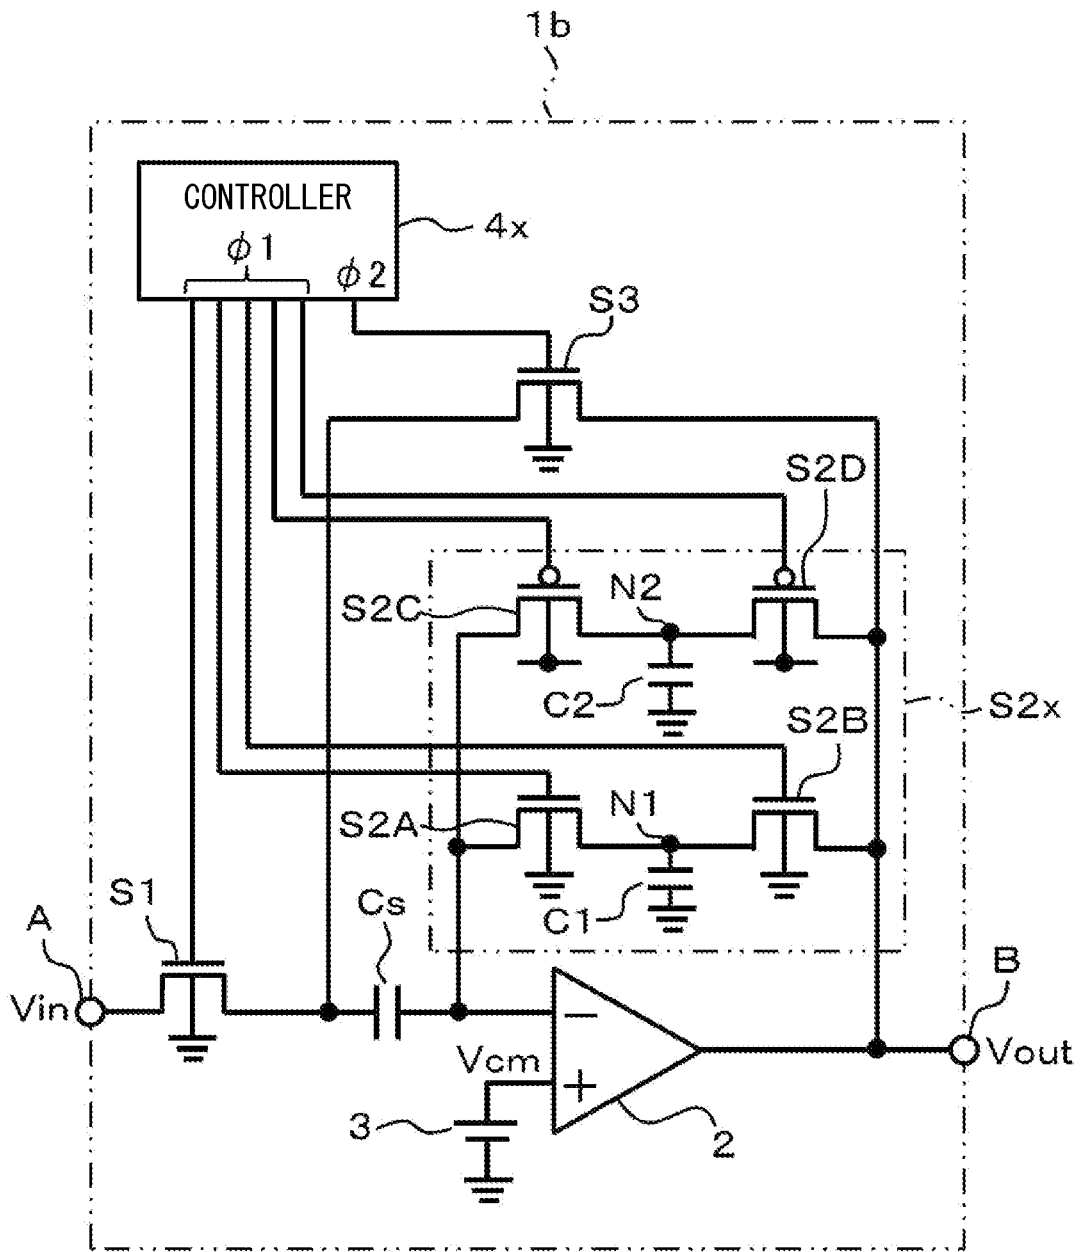 1b
CONTROLLER
4x
ϕ1
ϕ2
S3
S2D
S2C
N2
C2
S2x
S2B
S2A
N1
C1
S1
Cs
A
B
Vin
Vcm
−
+
Vout
3
2